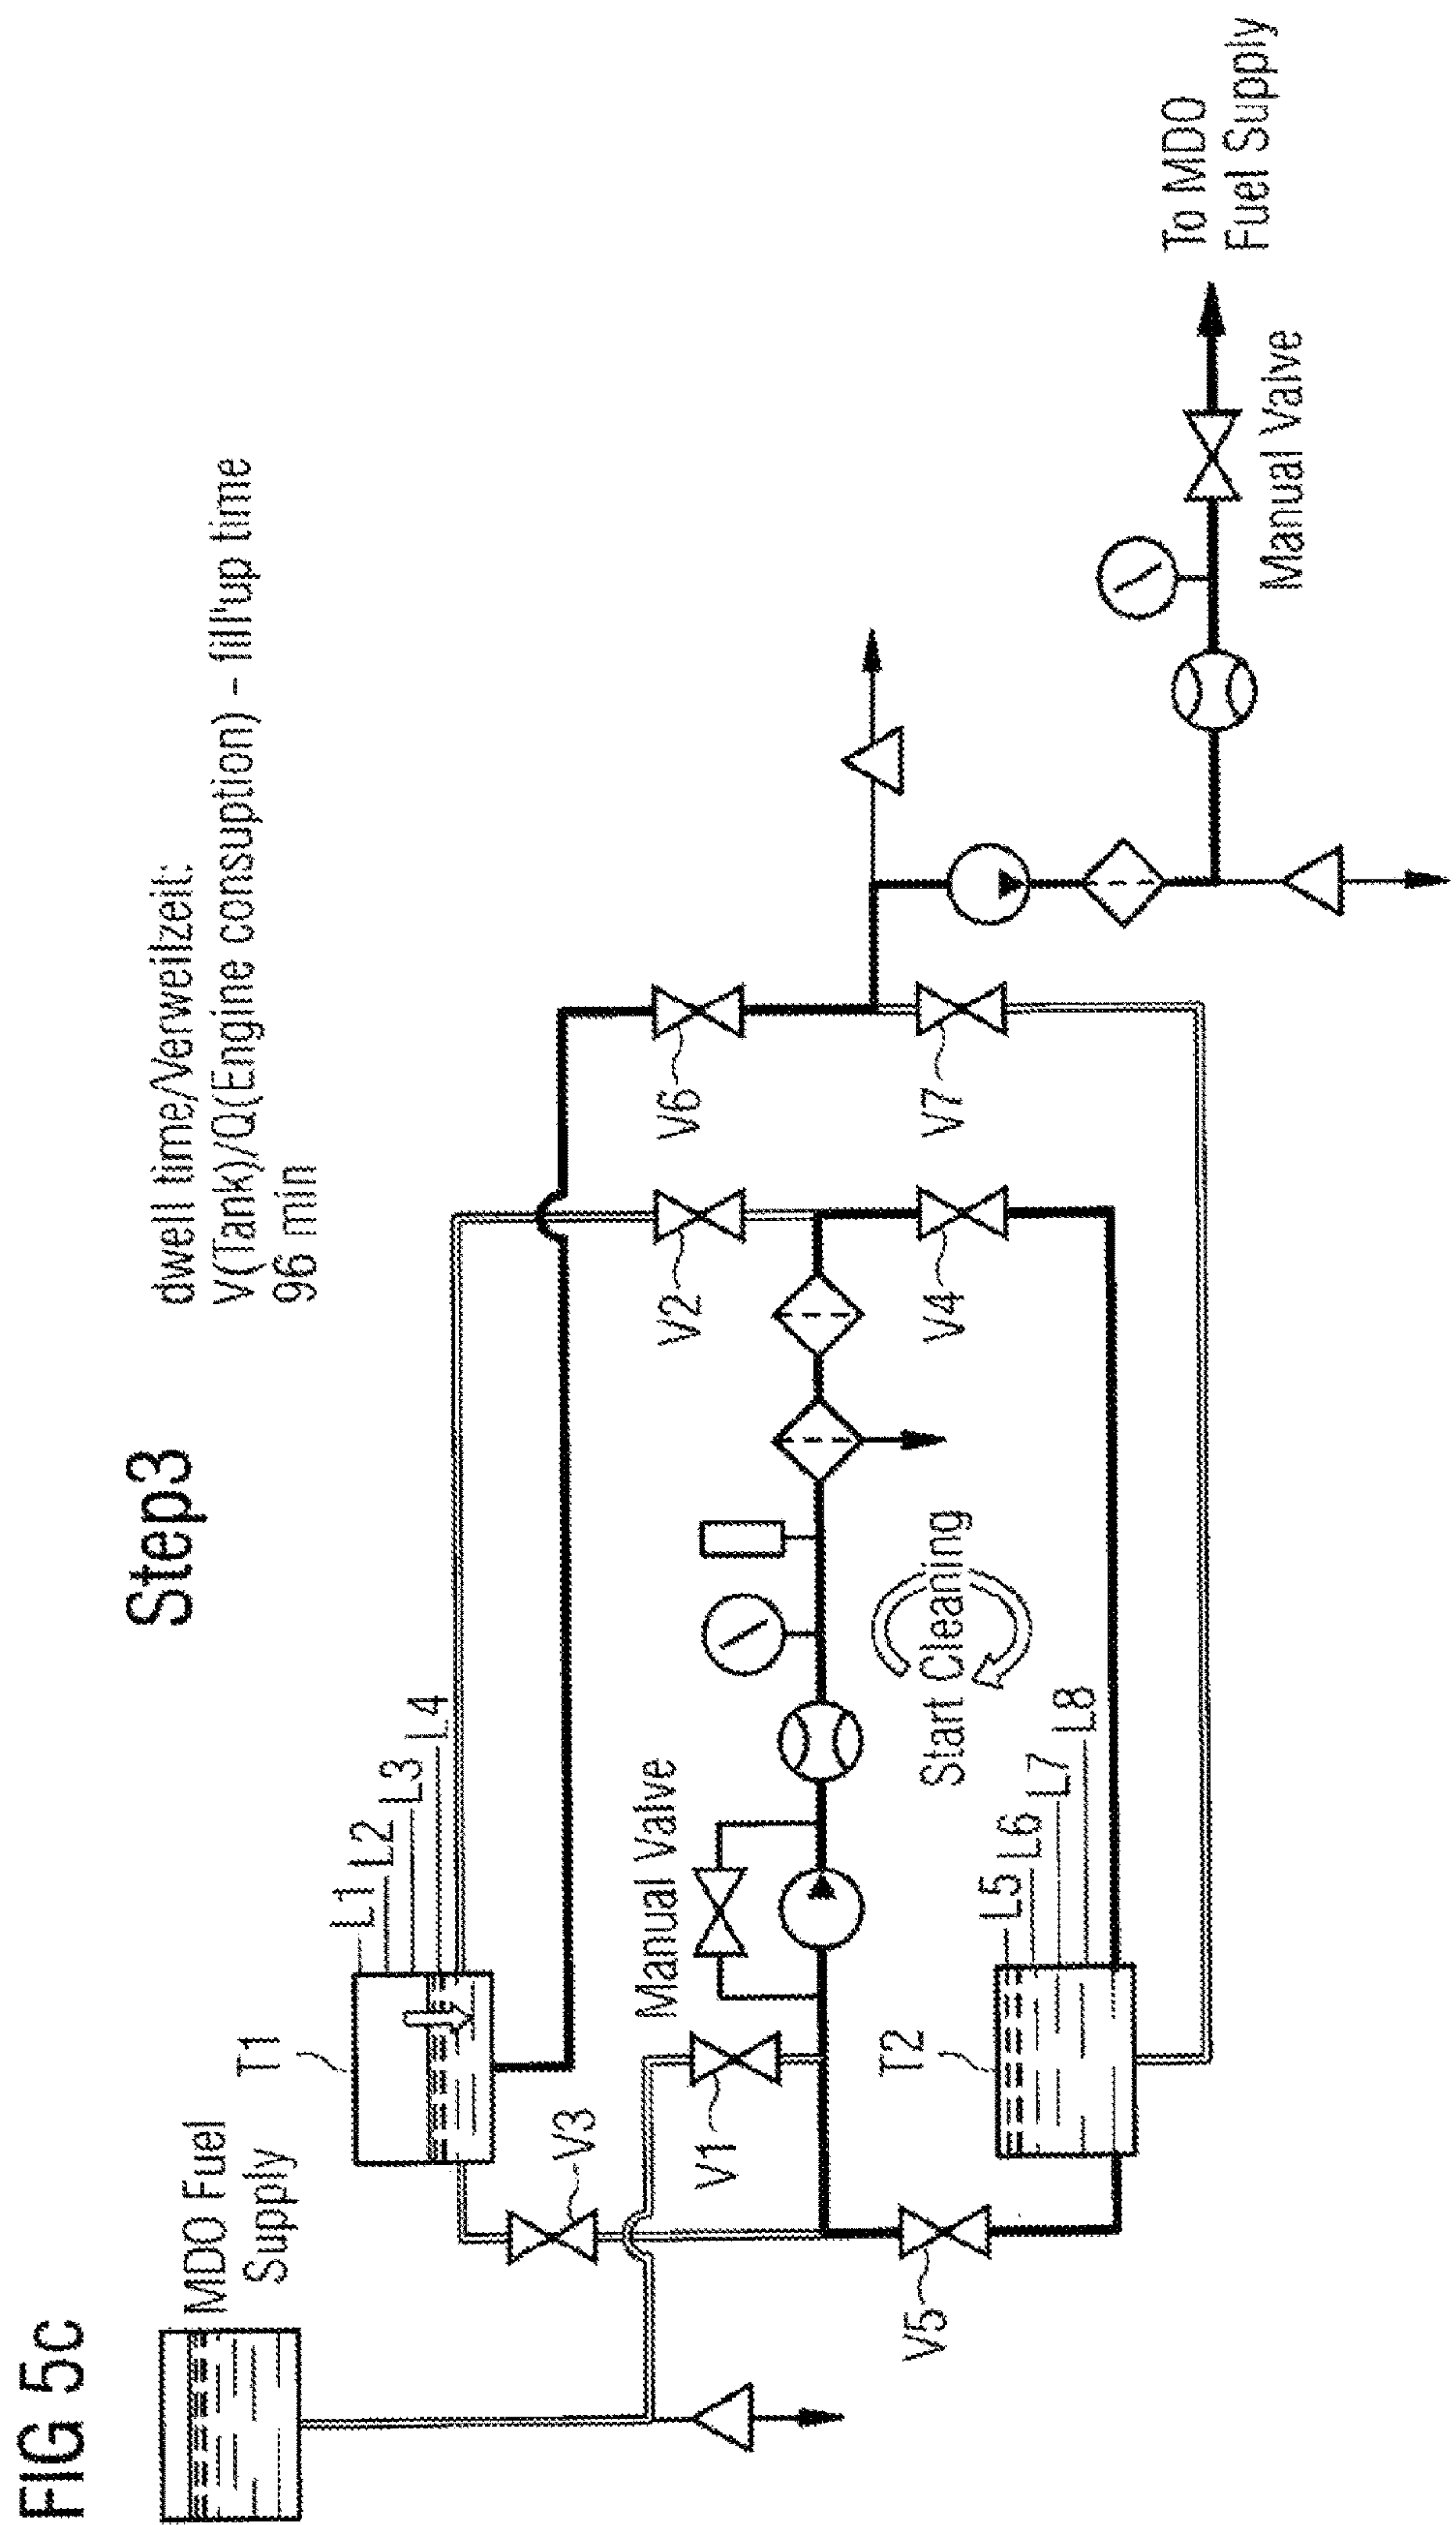 FIG 5c
Step3
dwell time/Verweilzeit:
V(Tank)/Q(Engine consuption) - fill'up time
96 min
MDO Fuel
Supply
T1
L1
L2
L3
L4
V3
V1
Manual Valve
V2
V6
V5
T2
L5
L6
L7
L8
Start Cleaning
V4
V7
To MDO
Fuel Supply
Manual Valve